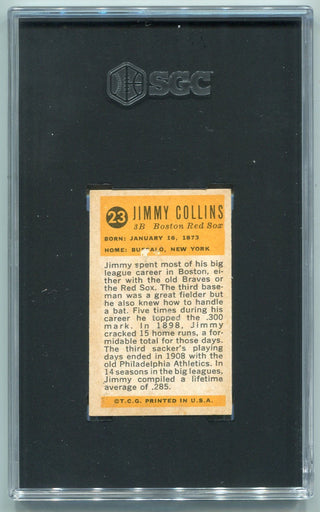 SGC
23 JIMMY COLLINS
3B Boston Red Sox
BORN: JANUARY 16, 1873
HOME: BUFFALO, NEW YORK
Jimmy spent most of his big
league career in Boston, ei-
ther with the old Braves or
the Red Sox. The third base-
man was a great fielder but
he also knew how to handle
a bat. Five times during his
career he topped the .300
mark. In 1898, Jimmy
cracked 15 home runs, a for-
midable total for those days.
The third sacker's playing
days ended in 1908 with the
old Philadelphia Athletics. In
14 seasons in the big leagues,
Jimmy compiled a lifetime
average of .285.
©T.C.G. PRINTED IN U.S.A.